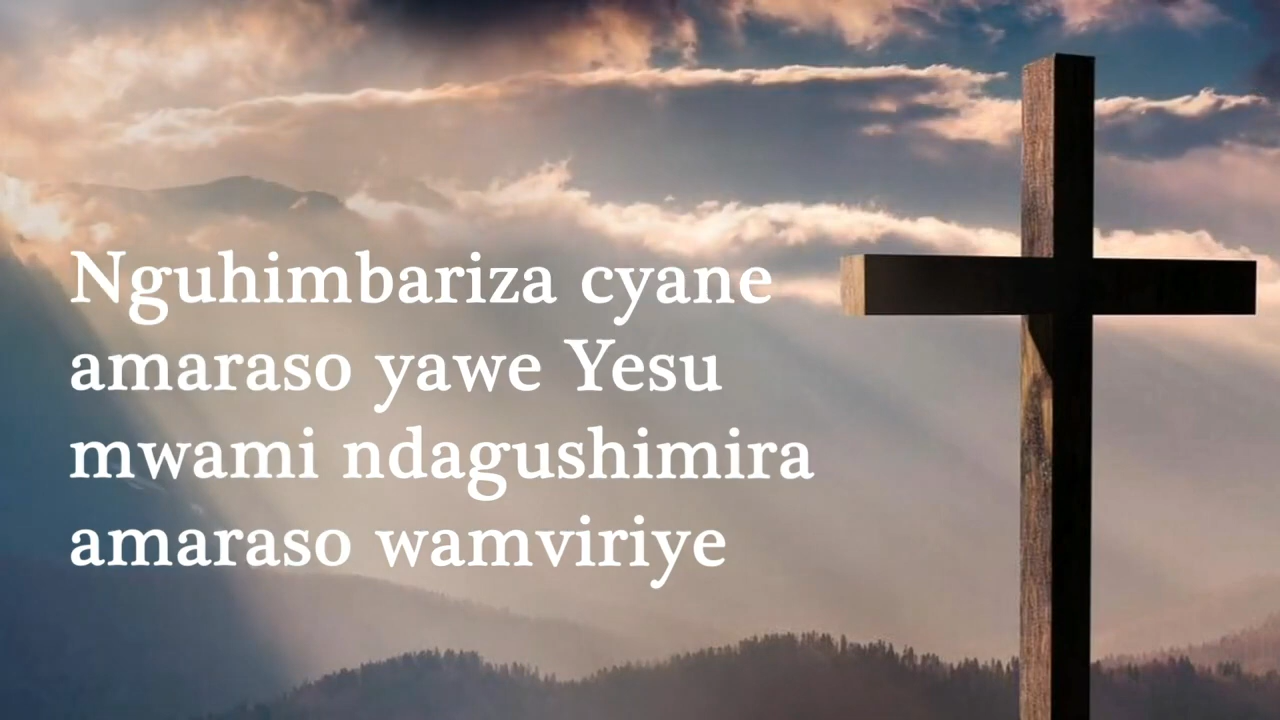 Nguhimbariza cyane
amaraso yawe Yesu
mwami ndagushimira
amaraso wamviriye